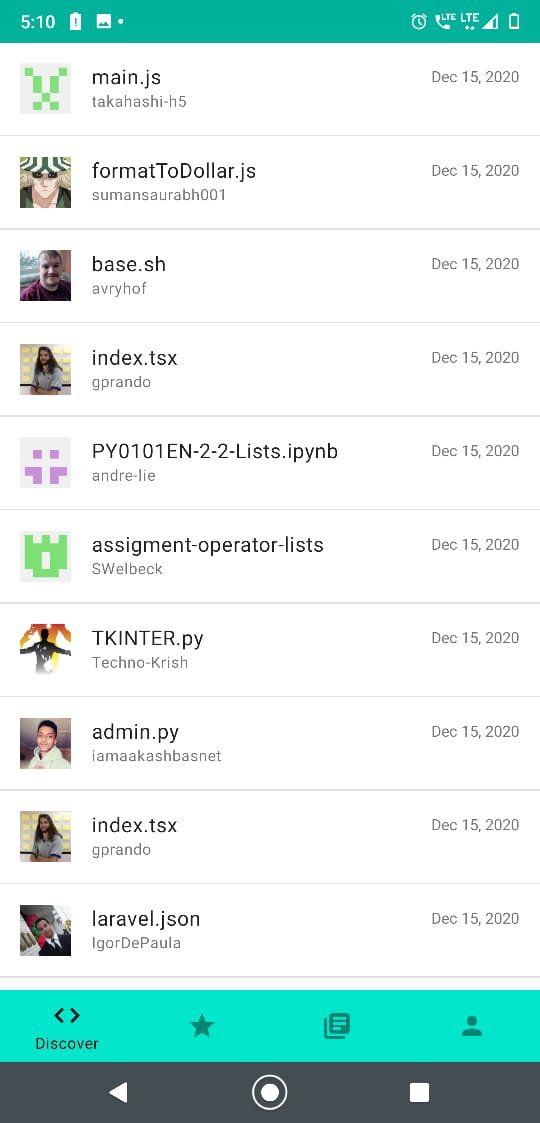 5:10
LTE LTE
main.js Dec 15, 2020
takahashi-h5
formatToDollar.js Dec 15, 2020
sumansaurabh001
base.sh Dec 15, 2020
avryhof
index.tsx Dec 15, 2020
gprando
PY0101EN-2-2-Lists.ipynb Dec 15, 2020
andre-lie
assigment-operator-lists Dec 15, 2020
SWelbeck
TKINTER.py Dec 15, 2020
Techno-Krish
admin.py Dec 15, 2020
iamaakashbasnet
index.tsx Dec 15, 2020
gprando
laravel.json Dec 15, 2020
IgorDePaula
Discover